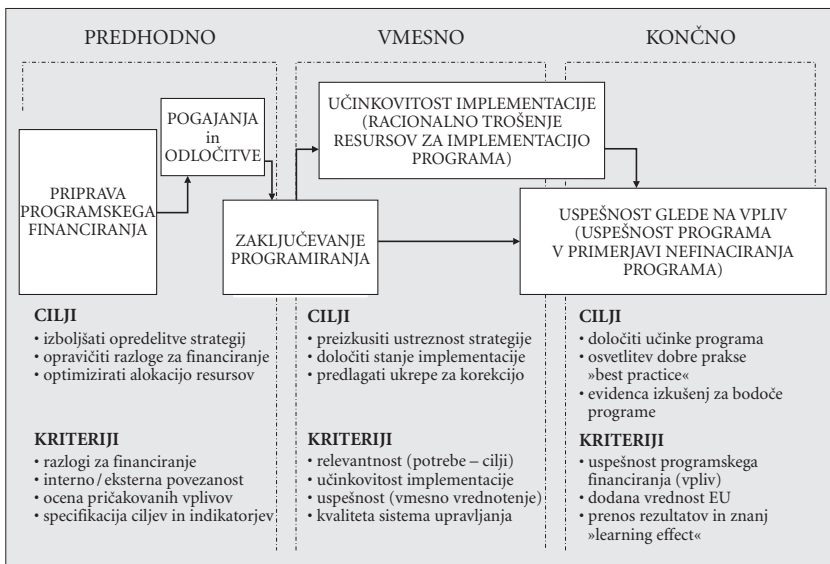 PREDHODNO
VMESNO
KONČNO
PRIPRAVA
PROGRAMSKEGA
FINANCIRANJA
POGAJANJA
in
ODLOČITVE
ZAKLJUČEVANJE
PROGRAMIRANJA
UČINKOVITOST IMPLEMENTACIJE
(RACIONALNO TROŠENJE
RESURSOV ZA IMPLEMENTACIJO
PROGRAMA)
USPEŠNOST GLEDE NA VPLIV
(USPEŠNOST PROGRAMA
V PRIMERJAVI NEFINACIRANJA
PROGRAMA)
CILJI
• izboljšati opredelitve strategij
• opravičiti razloge za financiranje
• optimizirati alokacijo resursov
KRITERIJI
• razlogi za financiranje
• interno / eksterna povezanost
• ocena pričakovanih vplivov
• specifikacija ciljev in indikatorjev
CILJI
• preizkusiti ustreznost strategije
• določiti stanje implementacije
• predlagati ukrepe za korekcijo
KRITERIJI
• relevantnost (potrebe – cilji)
• učinkovitost implementacije
• uspešnost (vmesno vrednotenje)
• kvaliteta sistema upravljanja
CILJI
• določiti učinke programa
• osvetlitev dobre prakse
»best practice«
• evidenca izkušenj za bodoče
programe
KRITERIJI
• uspešnost programskega
financiranja (vpliv)
• dodana vrednost EU
• prenos rezultatov in znanj
»learning effect«